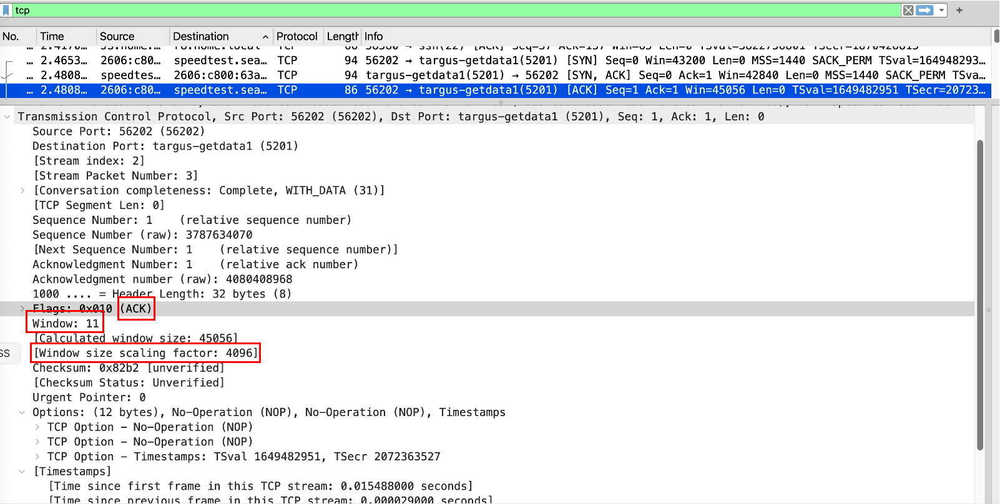 tcp
No. Time Source Destination Protocol Length Info
… 2.4653… 2606:c80… speedtest.sea… TCP 94 56202 → targus-getdata1(5201) [SYN] Seq=0 Win=43200 Len=0 MSS=1440 SACK_PERM TSval=164948293…
… 2.4808… speedtes… 2606:c800:63a… TCP 94 targus-getdata1(5201) → 56202 [SYN, ACK] Seq=0 Ack=1 Win=42840 Len=0 MSS=1440 SACK_PERM TSva…
… 2.4808… 2606:c80… speedtest.sea… TCP 86 56202 → targus-getdata1(5201) [ACK] Seq=1 Ack=1 Win=45056 Len=0 TSval=1649482951 TSecr=20723…
Transmission Control Protocol, Src Port: 56202 (56202), Dst Port: targus-getdata1 (5201), Seq: 1, Ack: 1, Len: 0
Source Port: 56202 (56202)
Destination Port: targus-getdata1 (5201)
[Stream index: 2]
[Stream Packet Number: 3]
[Conversation completeness: Complete, WITH_DATA (31)]
[TCP Segment Len: 0]
Sequence Number: 1 (relative sequence number)
Sequence Number (raw): 3787634070
[Next Sequence Number: 1 (relative sequence number)]
Acknowledgment Number: 1 (relative ack number)
Acknowledgment number (raw): 4080408968
1000 .... = Header Length: 32 bytes (8)
Flags: 0x010 (ACK)
Window: 11
[Calculated window size: 45056]
SS
[Window size scaling factor: 4096]
Checksum: 0x82b2 [unverified]
[Checksum Status: Unverified]
Urgent Pointer: 0
Options: (12 bytes), No-Operation (NOP), No-Operation (NOP), Timestamps
TCP Option - No-Operation (NOP)
TCP Option - No-Operation (NOP)
TCP Option - Timestamps: TSval 1649482951, TSecr 2072363527
[Timestamps]
[Time since first frame in this TCP stream: 0.015488000 seconds]
[Time since previous frame in this TCP stream: 0.000029000 seconds]